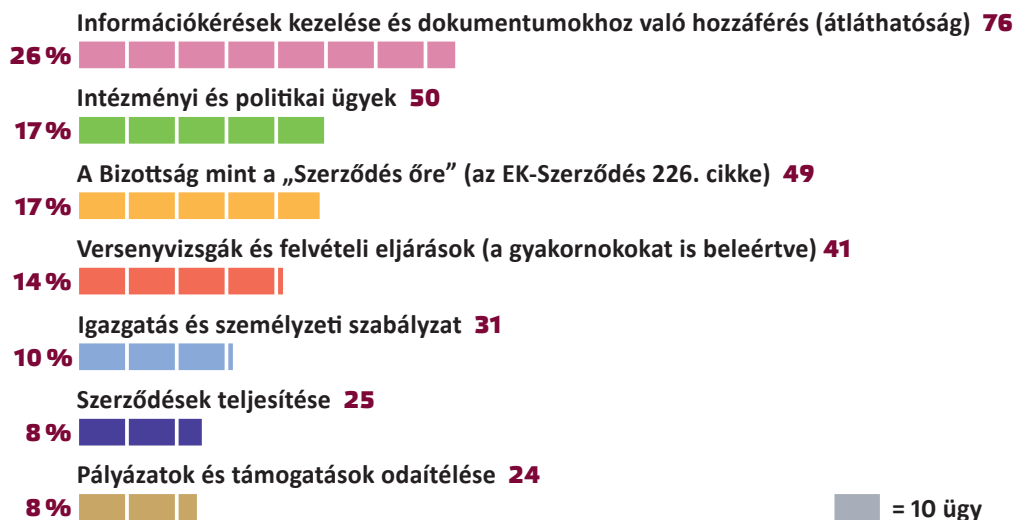 Információkérések kezelése és dokumentumokhoz való hozzáférés (átláthatóság) 76
26 %
Intézményi és politikai ügyek 50
17 %
A Bizottság mint a „Szerződés őre” (az EK-Szerződés 226. cikke) 49
17 %
Versenyvizsgák és felvételi eljárások (a gyakornokokat is beleértve) 41
14 %
Igazgatás és személyzeti szabályzat 31
10 %
Szerződések teljesítése 25
8 %
Pályázatok és támogatások odaítélése 24
8 %
= 10 ügy